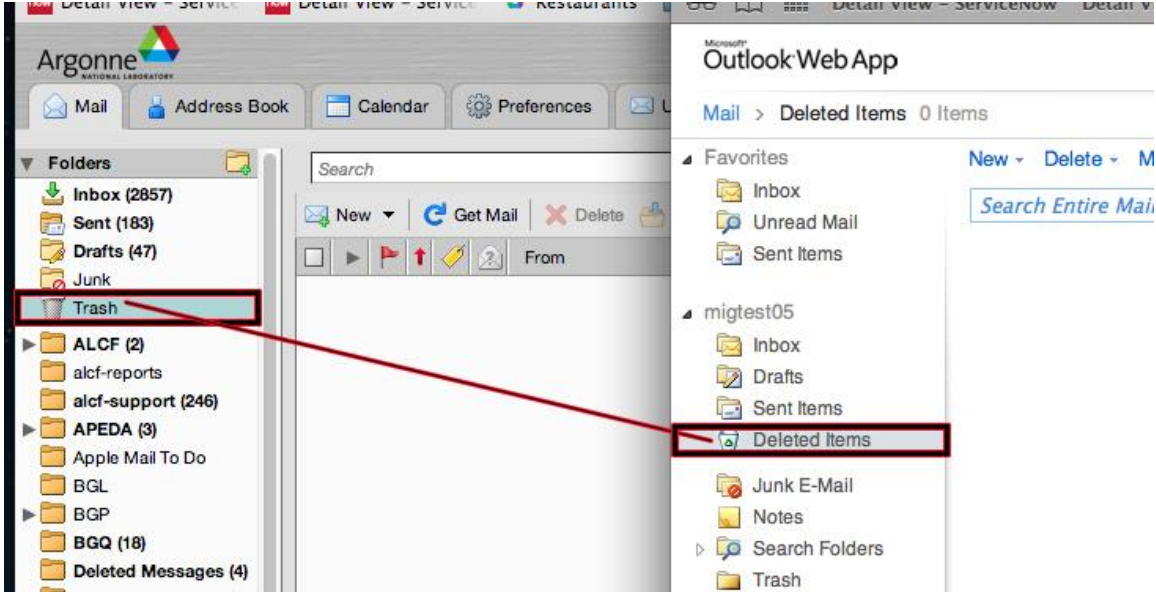 Detail View – Servic
Detail View – Service
Restaurants
Argonne
NATIONAL LABORATORY
Mail
Address Book
Calendar
Preferences
Folders
Inbox (2857)
Sent (183)
Drafts (47)
Junk
Trash
ALCF (2)
alcf-reports
alcf-support (246)
APEDA (3)
Apple Mail To Do
BGL
BGP
BGQ (18)
Deleted Messages (4)
Search
New
Get Mail
Delete
From
Detail View – ServiceNow
Detail V
Microsoft
Outlook Web App
Mail > Deleted Items 0 Items
Favorites
Inbox
Unread Mail
Sent Items
migtest05
Inbox
Drafts
Sent Items
Deleted Items
Junk E-Mail
Notes
Search Folders
Trash
New
Delete
M
Search Entire Mail